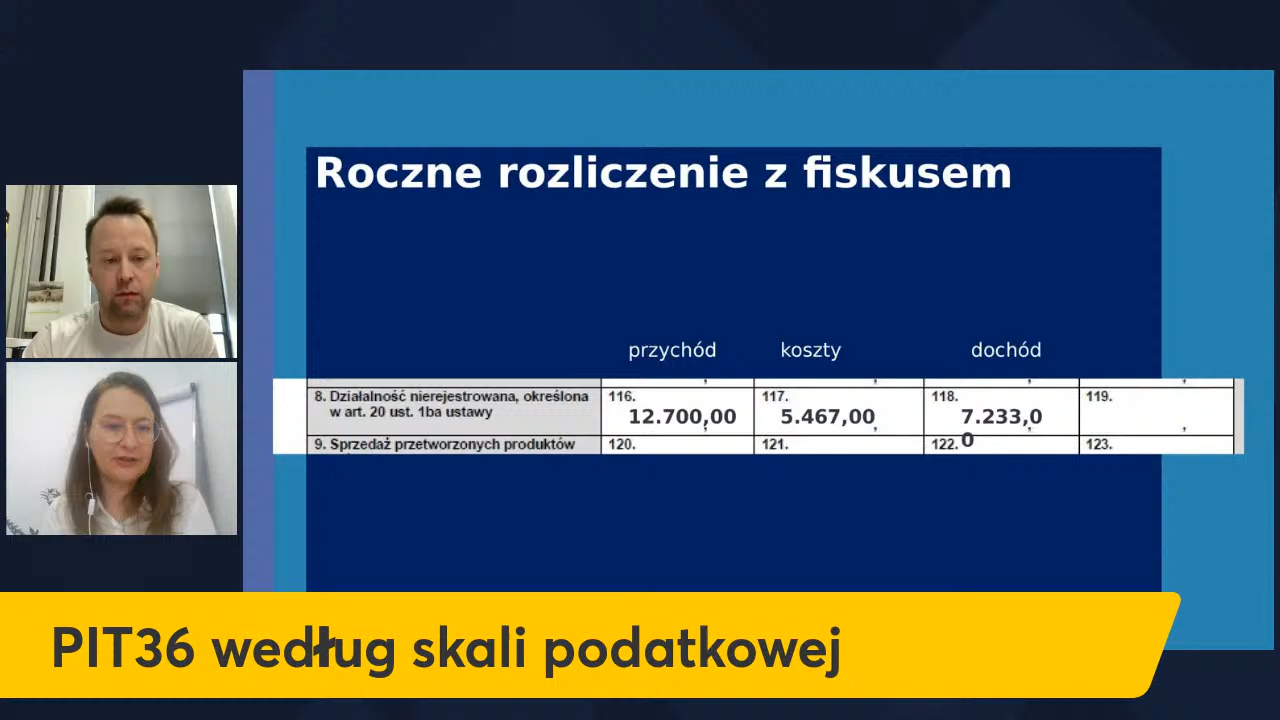 Roczne rozliczenie z fiskusem
przychód koszty dochód
8. Działalność nierejestrowana, określona w art. 20 ust. 1ba ustawy
116. 117. 118. 119.
12.700,00 5.467,00 7.233,0
0
9. Sprzedaż przetworzonych produktów 120. 121. 122. 123.
PIT36 według skali podatkowej